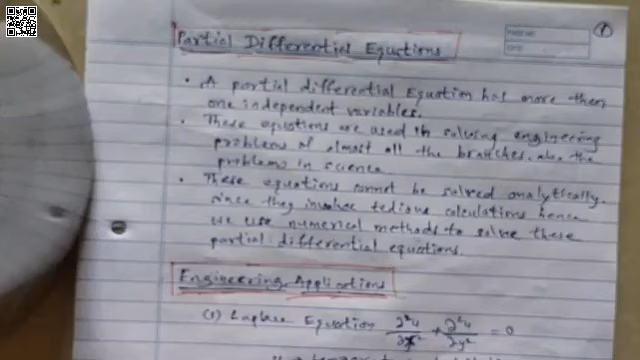 Partial Differential Equctions
①
• A partial differential Equation has more then
one independent variables.
• These equations are used in solving engineering
problems of almost all the branches. also the
problems in science.
• These equations cannot be solved analytically.
since they involve tedious calculations hence
we use numerical methods to solve these
partial differential equations.
Engineering Applications
(1) Laplace Equation ∂²u/∂x² + ∂²u/∂y² = 0